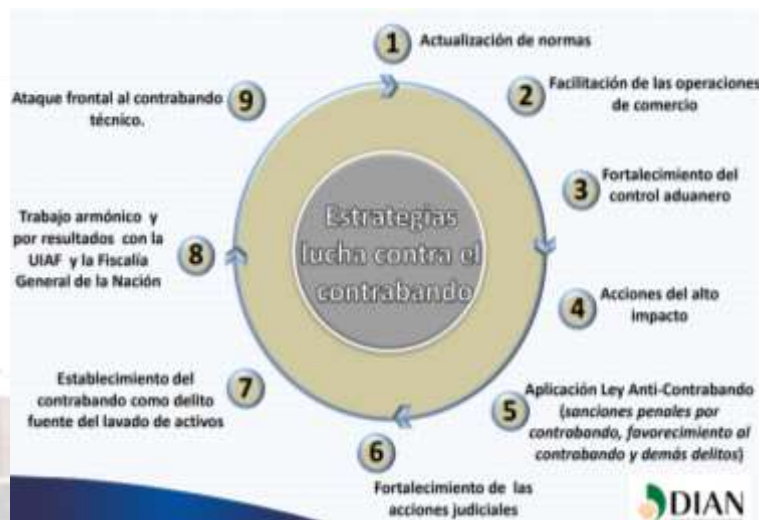 Estrategias
lucha contra el
contrabando
1
Actualización de normas
2
Facilitación de las operaciones
de comercio
3
Fortalecimiento del
control aduanero
4
Acciones del alto
impacto
5
Aplicación Ley Anti-Contrabando
(sanciones penales por
contrabando, favorecimiento al
contrabando y demás delitos)
6
Fortalecimiento de las
acciones judiciales
7
Establecimiento del
contrabando como delito
fuente del lavado de activos
8
Trabajo armónico y
por resultados con la
UIAF y la Fiscalía
General de la Nación
9
Ataque frontal al contrabando
técnico.
DIAN